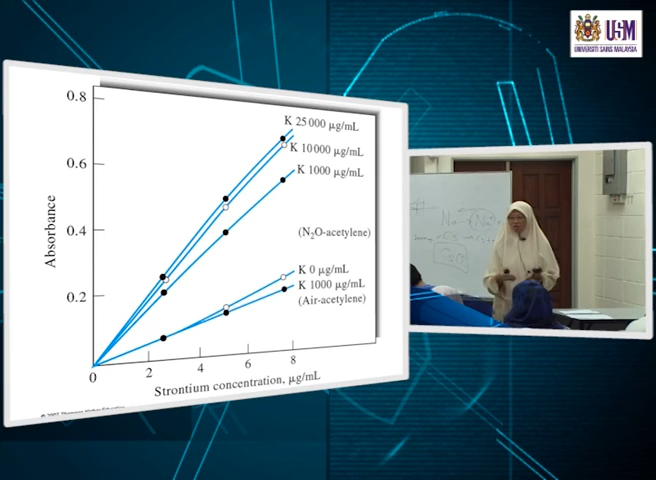 USM
UNIVERSITI SAINS MALAYSIA
0.8
0.6
0.4
0.2
0
2
4
6
8
Absorbance
Strontium concentration, μg/mL
K 25 000 μg/mL
K 10 000 μg/mL
K 1000 μg/mL
(N₂O-acetylene)
K 0 μg/mL
K 1000 μg/mL
(Air-acetylene)
Na